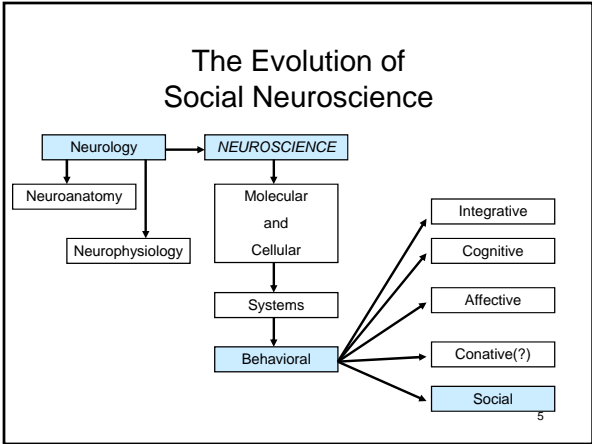 The Evolution of
Social Neuroscience
Neurology
NEUROSCIENCE
Neuroanatomy
Neurophysiology
Molecular
and
Cellular
Systems
Behavioral
Integrative
Cognitive
Affective
Conative(?)
Social
5